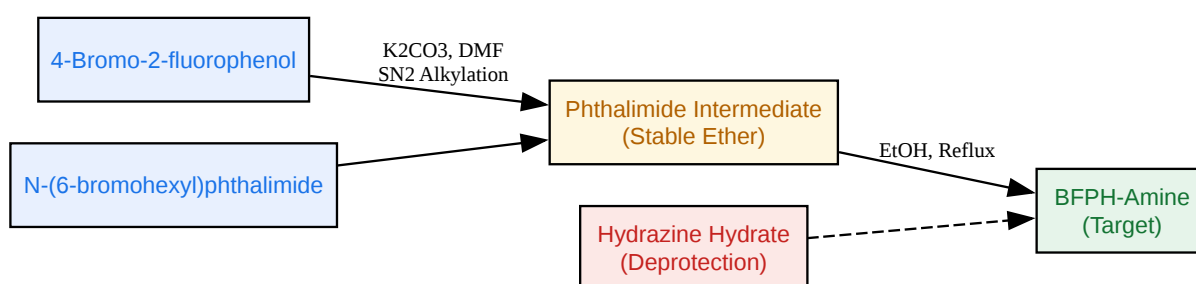 4-Bromo-2-fluorophenol
K2CO3, DMF
SN2 Alkylation
N-(6-bromohexyl)phthalimide
Phthalimide Intermediate
(Stable Ether)
EtOH, Reflux
Hydrazine Hydrate
(Deprotection)
BFPH-Amine
(Target)